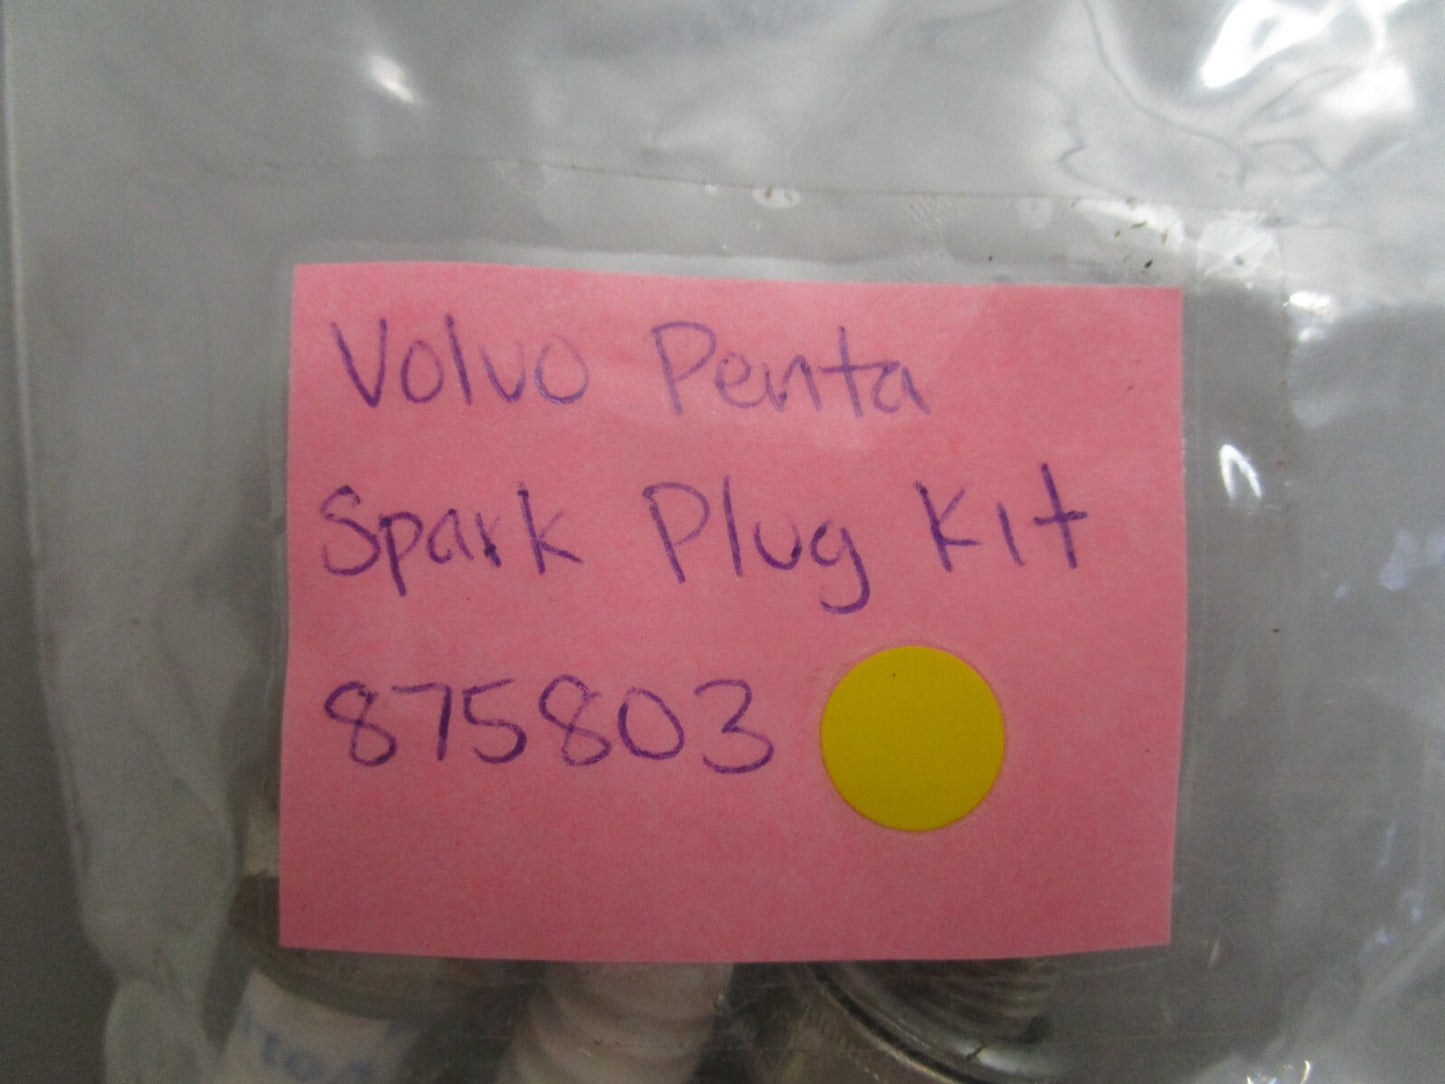 Volvo Penta
Spark Plug Kit
875803